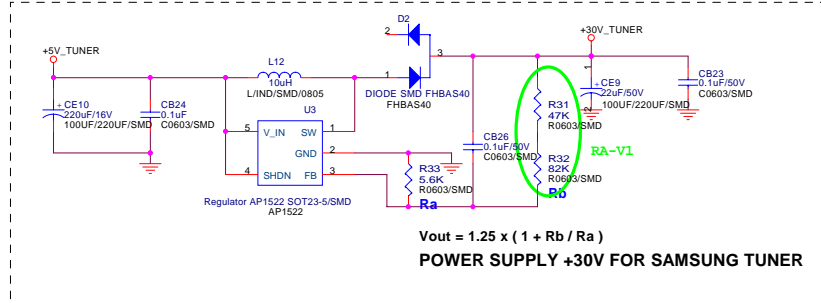 D2
2
+5V_TUNER
+30V_TUNER
3
L12
1
1
10uH
L/IND/SMD/0805
DIODE SMD FHBAS40
FHBAS40
CE10
220uF/16V
100UF/220UF/SMD
+
CB24
0.1uF
C0603/SMD
U3
5
V_IN
SW
1
GND
2
4
SHDN
FB
3
Regulator AP1522 SOT23-5/SMD
AP1522
R33
5.6K
R0603/SMD
Ra
CB26
0.1uF/50V
C0603/SMD
R31
47K
R0603/SMD
R32
82K
R0603/SMD
Rb
RA-V1
+
CE9
22uF/50V
100UF/220UF/SMD
2
CB23
0.1uF/50V
C0603/SMD
Vout = 1.25 x ( 1 + Rb / Ra )
POWER SUPPLY +30V FOR SAMSUNG TUNER